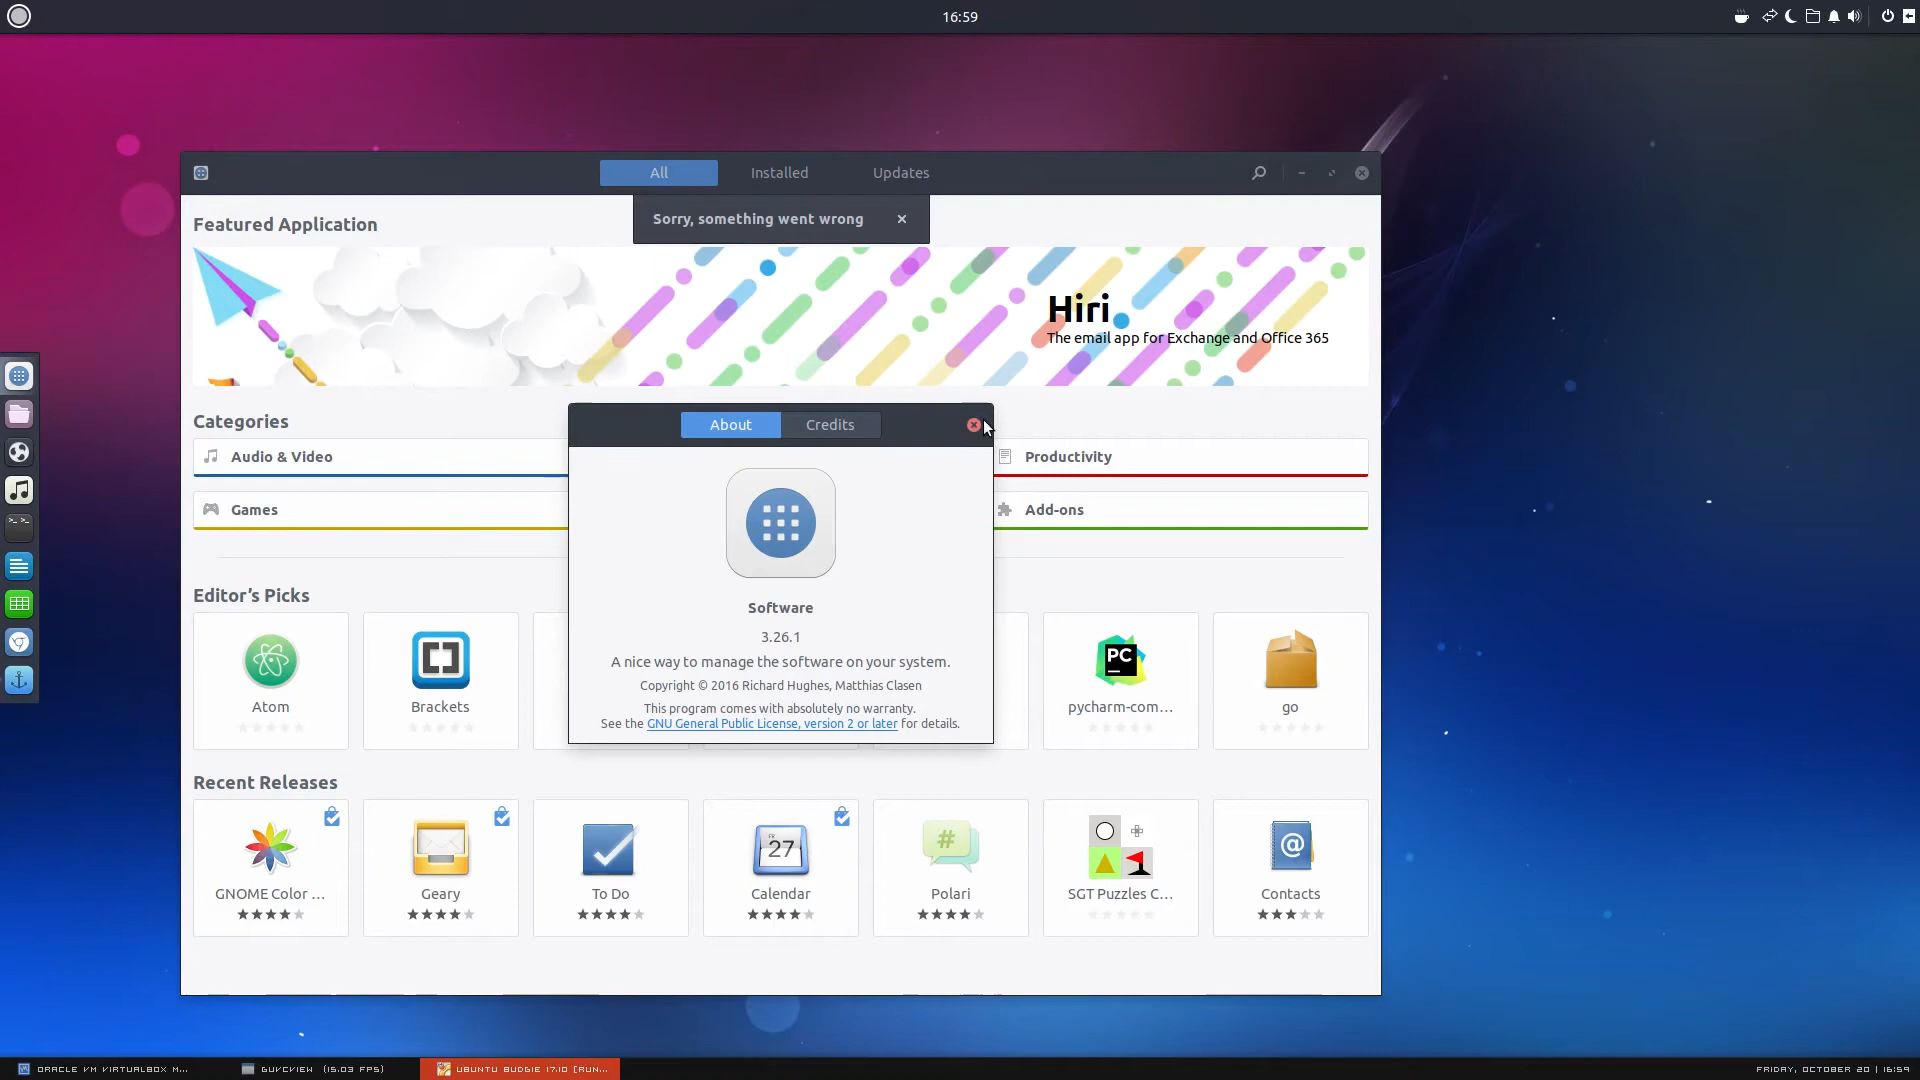 16:59
All
Installed
Updates
Sorry, something went wrong
Featured Application
Hiri
The email app for Exchange and Office 365
Categories
Audio & Video
Productivity
Games
Add-ons
About
Credits
Software
3.26.1
A nice way to manage the software on your system.
Copyright © 2016 Richard Hughes, Matthias Clasen
This program comes with absolutely no warranty.
See the GNU General Public License, version 2 or later for details.
Editor's Picks
Atom
Brackets
PC
pycharm-com...
go
Recent Releases
FR
27
GNOME Color ...
Geary
To Do
Calendar
Polari
SGT Puzzles C...
Contacts
ORACLE VM VIRTUALBOX M...
GUVCVIEW (15.03 FPS)
UBUNTU BUDGIE 17.10 [RUN...
FRIDAY, OCTOBER 20 | 16:59